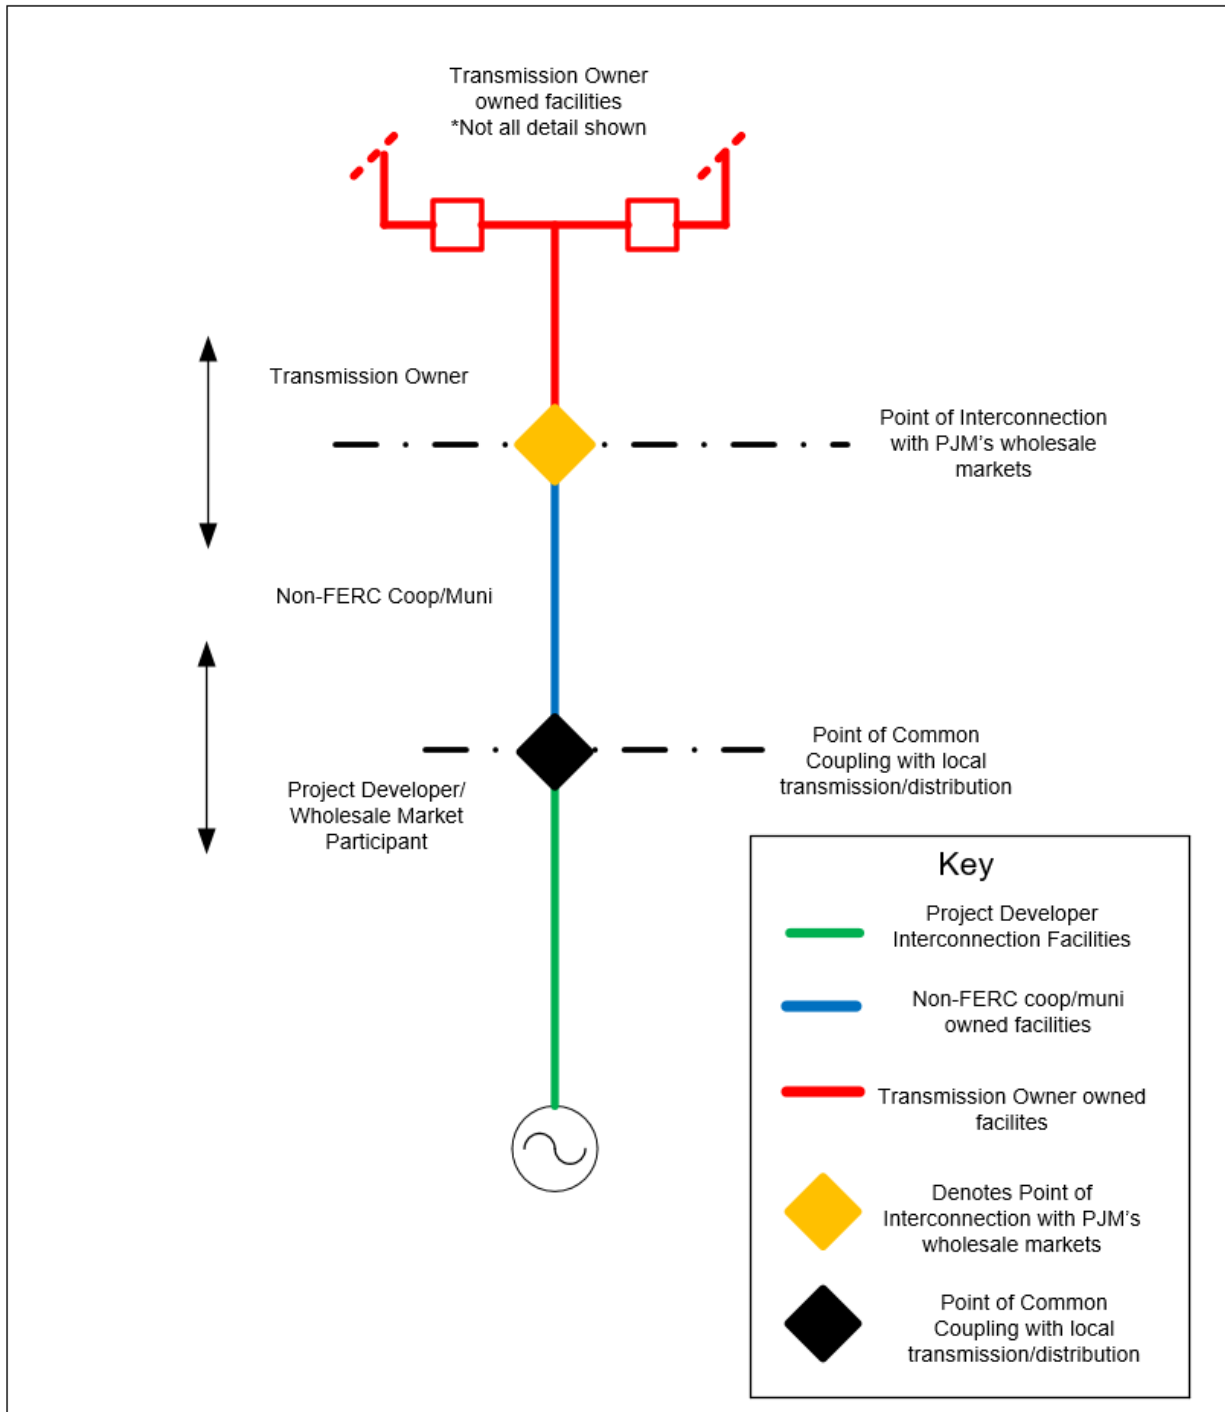 Transmission Owner
owned facilities
*Not all detail shown
Transmission Owner
Point of Interconnection
with PJM's wholesale
markets
Non-FERC Coop/Muni
Point of Common
Coupling with local
transmission/distribution
Project Developer/
Wholesale Market
Participant
Key
Project Developer
Interconnection Facilities
Non-FERC coop/muni
owned facilities
Transmission Owner owned
facilites
Denotes Point of
Interconnection with PJM's
wholesale markets
Point of Common
Coupling with local
transmission/distribution